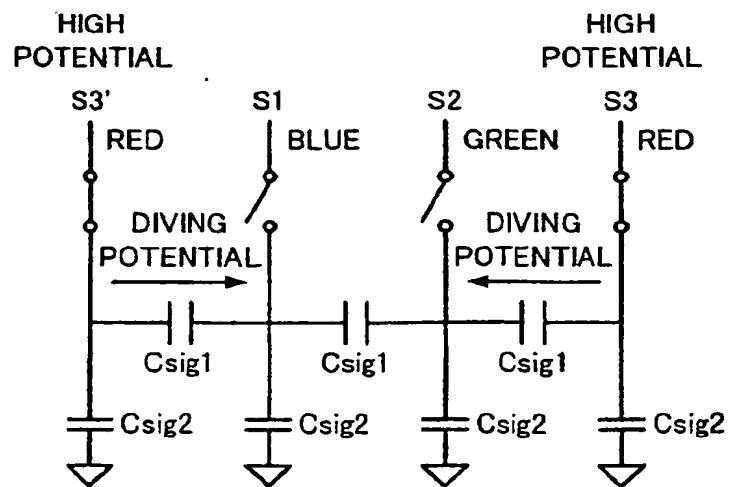 HIGH POTENTIAL
HIGH POTENTIAL
S3' S1 S2 S3
RED BLUE GREEN RED
DIVING POTENTIAL
DIVING POTENTIAL
Csig1 Csig1 Csig1
Csig2 Csig2 Csig2 Csig2